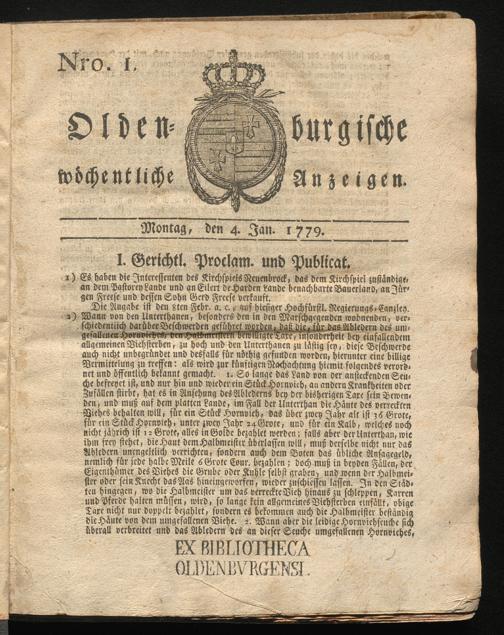 Nro. 1.
Olden- burgische
wöchentliche Anzeigen.
Montag, den 4. Jan. 1779.
I. Gerichtl. Proclam. und Publicat.
1) Es haben die Interessenten des Kirchspiels Neuenbrock, das dem Kirchspiel zuständige,
an dem Pastorey Lande und an Eilert de Harden Lande benachbarte Bauerland, an Jür-
gen Freese und dessen Sohn Gerd Freese verkauft.
Die Angabe ist den 5ten Febr. a. c., auf hiesiger Hochfürstl. Regierungs-Canzley.
2) Wann von den Unterthanen, besonders den in den Marschgegenden wohnenden, ver-
schiedentlich darüber Beschwerden geführet worden, daß die, für das Abledern des um-
gefallenen Hornviehes, den Halbmeistern bewilligte Taxe, insonderheit bey einfallendem
allgemeinen Viehsterben, zu hoch und den Unterthanen zu lästig sey, diese Beschwerde
auch nicht unbegründet und desfalls für nöthig gefunden worden, hierunter eine billige
Vermittelung zu treffen: als wird zur künftigen Nachachtung hiemit folgendes verord-
net und öffentlich bekannt gemacht. 1. So lange das Land von der ansteckenden Seu-
che befreyet ist, und nur hin und wieder ein Stück Hornvieh, an andern Krankheiten oder
Zufällen stirbt, hat es in Ansehung des Abledern bey der bisherigen Taxe sein Bewen-
den, und muß auf dem platten Lande, im Fall der Unterthan die Häute des verreckten
Viehes behalten will, für ein Stück Hornvieh, das über zwey Jahr alt ist 36 Grote,
für ein Stück Hornvieh, unter zwey Jahr 24 Grote, und für ein Kalb, welches noch
nicht jährich ist 12 Grote, alles in Golde bezahlet werden: falls aber der Unterthan, wie
ihm frey stehet, die Haut dem Halbmeister überlassen will, muß derselbe nicht nur das
Abledern unengeltlich verrichten, sondern auch dem Boten das übliche Ansagegeld,
nemlich für jede halbe Meile 6 Grote Cour. bezahlen; doch muß in beyden Fällen, der
Eigenthümer des Viehes die Grube oder Kuhle selbst graben, und wenn der Halbmei-
ster oder sein Knecht das Aas hineingeworfen, wieder zuschiessen lassen. In den Städ-
ten hingegen, wo die Halbmeister um das verreckte Vieh hinaus zu schleppen, Karren
und Pferde halten müssen, wird, so lange kein allgemeines Viehsterben einfällt, obige
Taxe nicht nur doppelt bezahlet, sondern es bekommen auch die Halbmeister beständig
die Häute von dem umgefallenen Viehe. 2. Wann aber die leidige Hornviehseuche sich
überall verbreitet und das Abledern des an dieser Seuche umgefallenen Hornviehes,
EX BIBLIOTHECA
OLDENBVRGENSI.